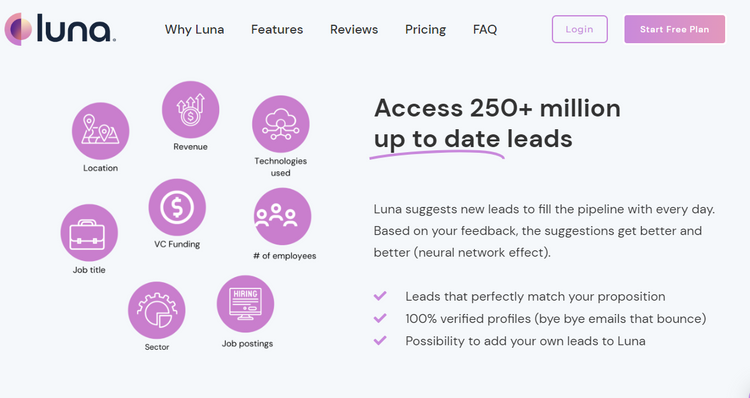 luna.
Why Luna
Features
Reviews
Pricing
FAQ
Login
Start Free Plan
Location
Revenue
Technologies
used
Job title
VC Funding
# of employees
Sector
HIRING
Job postings
Access 250+ million
up to date leads
Luna suggests new leads to fill the pipeline with every day.
Based on your feedback, the suggestions get better and
better (neural network effect).
Leads that perfectly match your proposition
100% verified profiles (bye bye emails that bounce)
Possibility to add your own leads to Luna